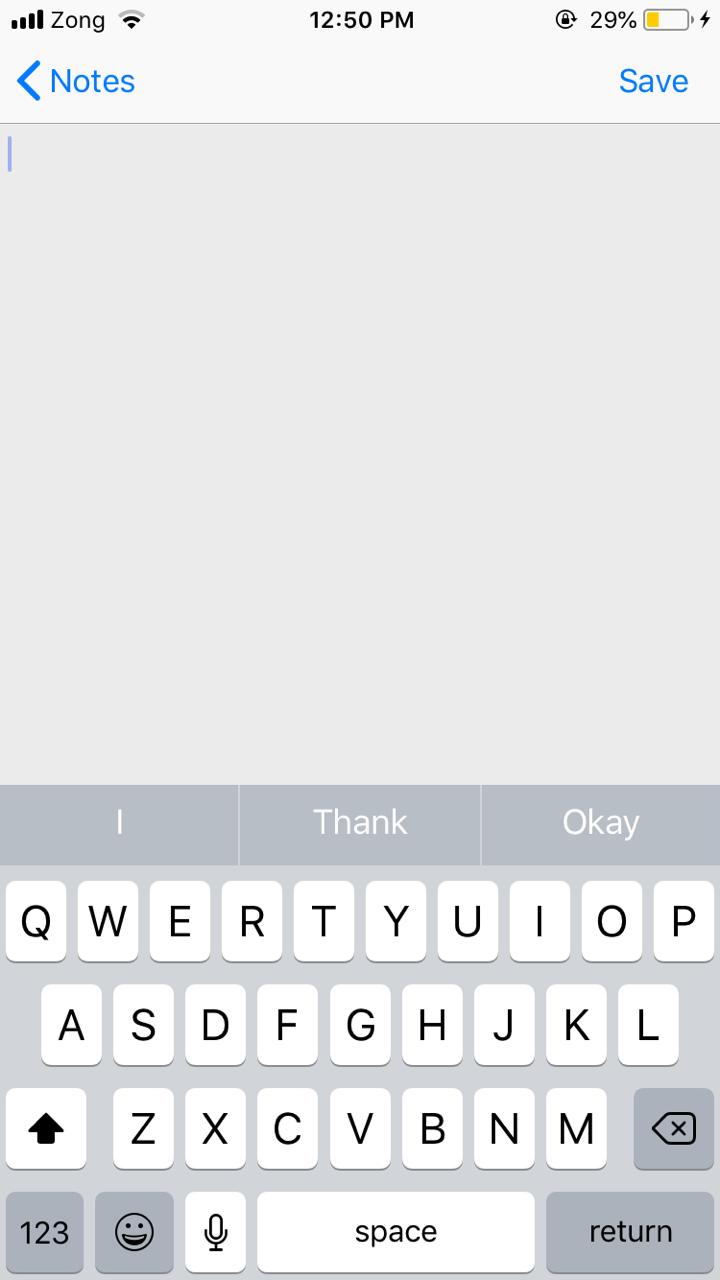 Zong 12:50 PM 29%
Notes Save
I Thank Okay
Q W E R T Y U I O P
A S D F G H J K L
Z X C V B N M
123 space return